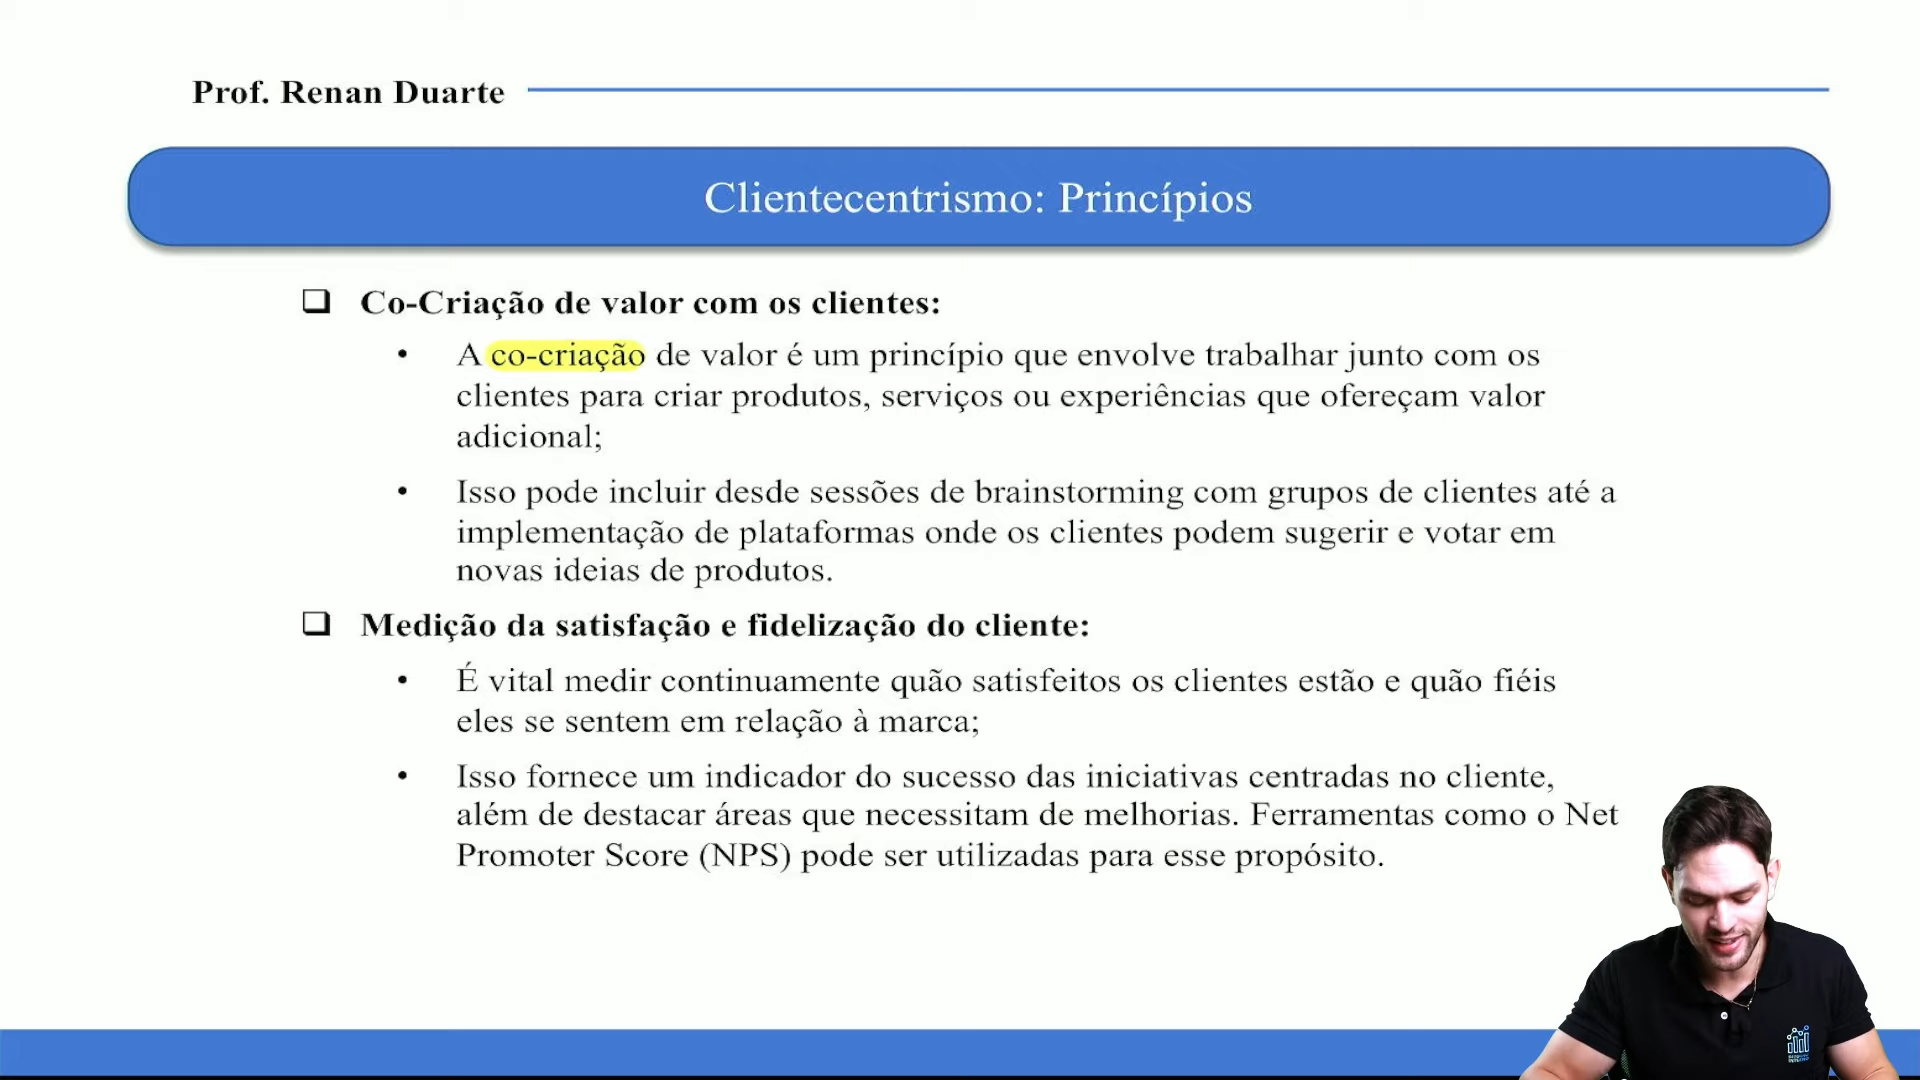 Prof. Renan Duarte
Clientecentrismo: Princípios
❑ Co-Criação de valor com os clientes:
• A co-criação de valor é um princípio que envolve trabalhar junto com os
clientes para criar produtos, serviços ou experiências que ofereçam valor
adicional;
• Isso pode incluir desde sessões de brainstorming com grupos de clientes até a
implementação de plataformas onde os clientes podem sugerir e votar em
novas ideias de produtos.
❑ Medição da satisfação e fidelização do cliente:
• É vital medir continuamente quão satisfeitos os clientes estão e quão fiéis
eles se sentem em relação à marca;
• Isso fornece um indicador do sucesso das iniciativas centradas no cliente,
além de destacar áreas que necessitam de melhorias. Ferramentas como o Net
Promoter Score (NPS) pode ser utilizadas para esse propósito.